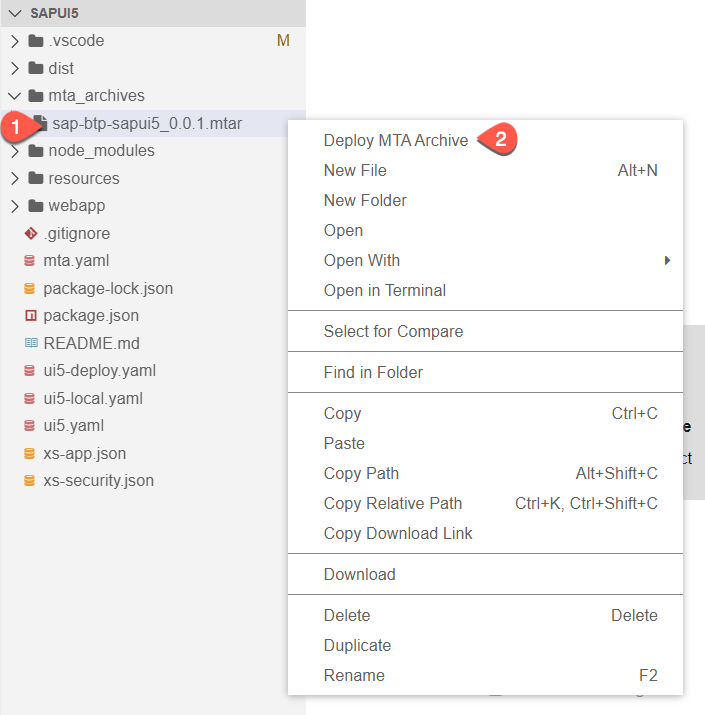 SAPUI5
.vscode M
dist
mta_archives
1 sap-btp-sapui5_0.0.1.mtar
node_modules
resources
webapp
.gitignore
mta.yaml
package-lock.json
package.json
README.md
ui5-deploy.yaml
ui5-local.yaml
ui5.yaml
xs-app.json
xs-security.json
Deploy MTA Archive 2
New File Alt+N
New Folder
Open
Open With
Open in Terminal
Select for Compare
Find in Folder
Copy Ctrl+C
Paste
Copy Path Alt+Shift+C
Copy Relative Path Ctrl+K, Ctrl+Shift+C
Copy Download Link
Download
Delete Delete
Duplicate
Rename F2
e
ct